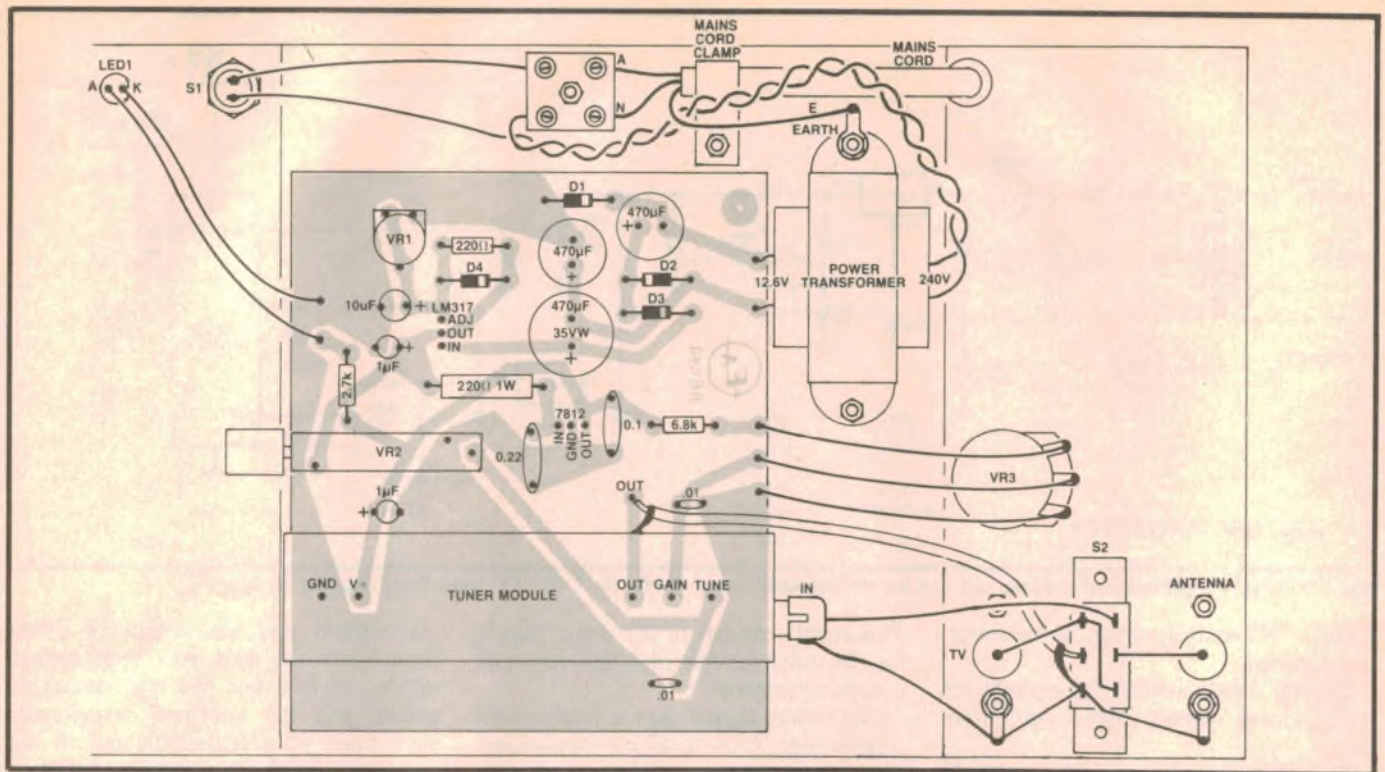 MAINS
CORD
CLAMP
MAINS
CORD
LED1
A
K
S1
A
N
E
EARTH
D1
470µF
VR1
220Ω
470µF
D4
D2
D3
12.6V
POWER
TRANSFORMER
240V
10uF
+
LM317
ADJ
OUT
IN
470µF
35VW
+
1µF
+
2.7k
220Ω 1W
7812
IN
GND
OUT
0.1
6.8k
0.22
VR2
VR3
1µF
+
OUT
.01
S2
GND
V+
TUNER MODULE
OUT
GAIN
TUNE
IN
ANTENNA
TV
.01